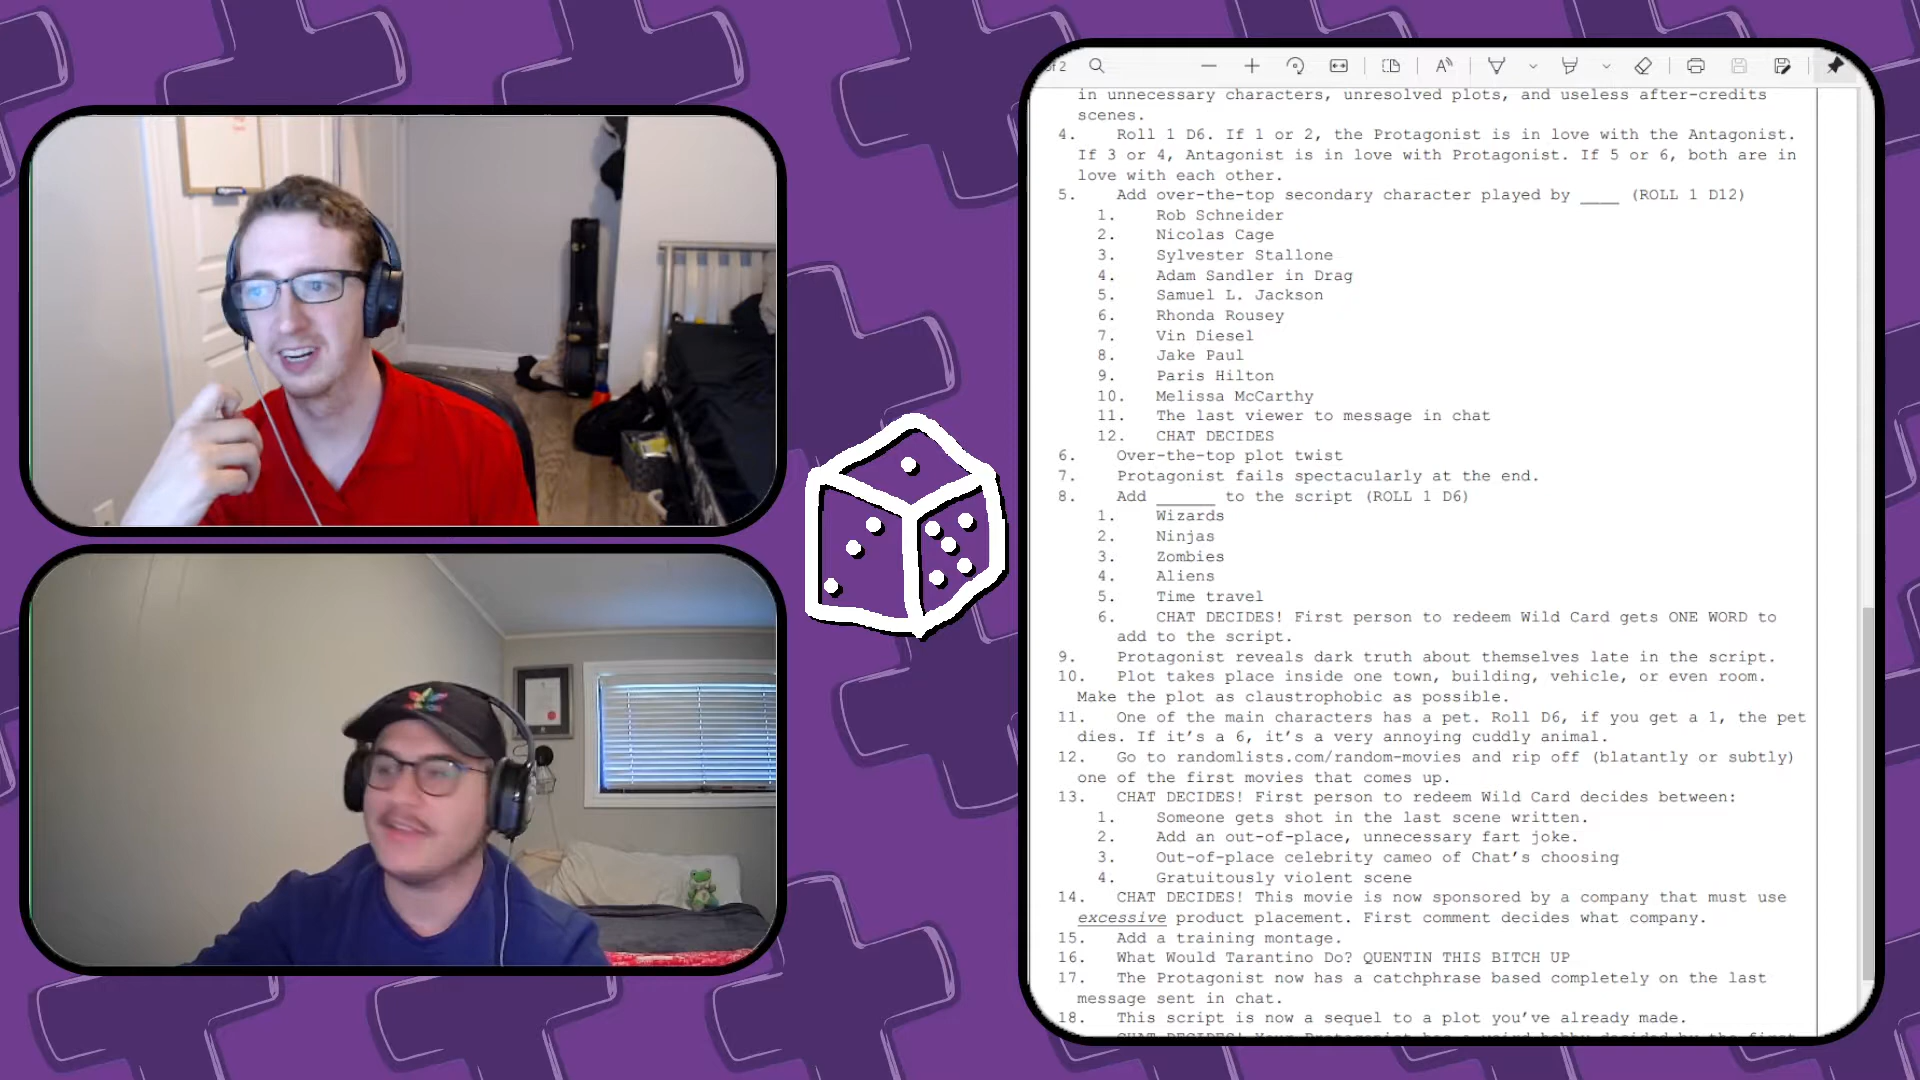 of 2
in unnecessary characters, unresolved plots, and useless after-credits
scenes.
4. Roll 1 D6. If 1 or 2, the Protagonist is in love with the Antagonist.
If 3 or 4, Antagonist is in love with Protagonist. If 5 or 6, both are in
love with each other.
5. Add over-the-top secondary character played by ____ (ROLL 1 D12)
1. Rob Schneider
2. Nicolas Cage
3. Sylvester Stallone
4. Adam Sandler in Drag
5. Samuel L. Jackson
6. Rhonda Rousey
7. Vin Diesel
8. Jake Paul
9. Paris Hilton
10. Melissa McCarthy
11. The last viewer to message in chat
12. CHAT DECIDES
6. Over-the-top plot twist
7. Protagonist fails spectacularly at the end.
8. Add ______ to the script (ROLL 1 D6)
1. Wizards
2. Ninjas
3. Zombies
4. Aliens
5. Time travel
6. CHAT DECIDES! First person to redeem Wild Card gets ONE WORD to
add to the script.
9. Protagonist reveals dark truth about themselves late in the script.
10. Plot takes place inside one town, building, vehicle, or even room.
Make the plot as claustrophobic as possible.
11. One of the main characters has a pet. Roll D6, if you get a 1, the pet
dies. If it’s a 6, it’s a very annoying cuddly animal.
12. Go to randomlists.com/random-movies and rip off (blatantly or subtly)
one of the first movies that comes up.
13. CHAT DECIDES! First person to redeem Wild Card decides between:
1. Someone gets shot in the last scene written.
2. Add an out-of-place, unnecessary fart joke.
3. Out-of-place celebrity cameo of Chat’s choosing
4. Gratuitously violent scene
14. CHAT DECIDES! This movie is now sponsored by a company that must use
excessive product placement. First comment decides what company.
15. Add a training montage.
16. What Would Tarantino Do? QUENTIN THIS BITCH UP
17. The Protagonist now has a catchphrase based completely on the last
message sent in chat.
18. This script is now a sequel to a plot you’ve already made.
CHAT DECIDES! Your Protagonist has a weird hobby decided by the first